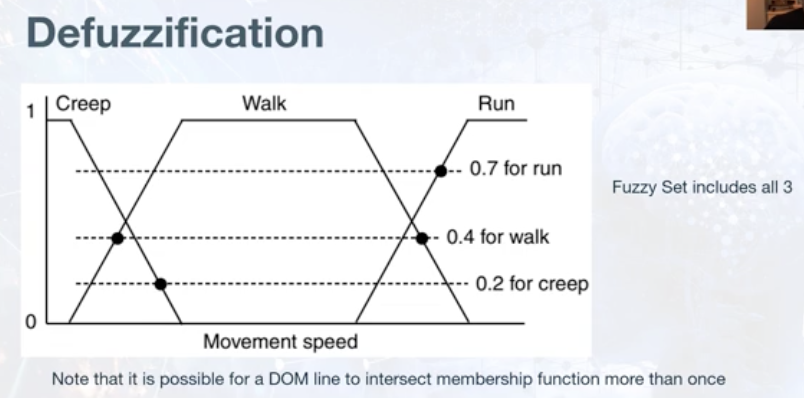 Defuzzification
1
Creep
Walk
Run
0.7 for run
Fuzzy Set includes all 3
0.4 for walk
0.2 for creep
0
Movement speed
Note that it is possible for a DOM line to intersect membership function more than once